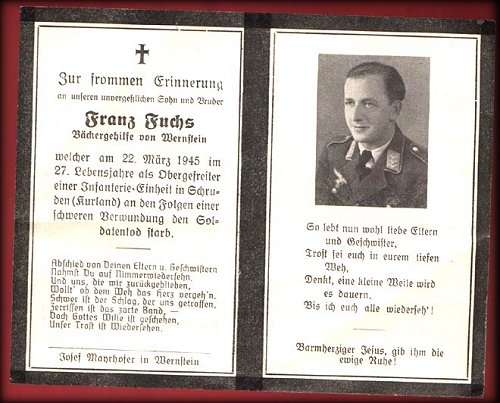 Zur frommen Erinnerung
an unseren unvergeßlichen Sohn und Bruder
Franz Fuchs
Bäckergehilfe von Wernstein
welcher am 22. März 1945 im
27. Lebensjahre als Obergefreiter
einer Infanterie-Einheit in Schru-
den (Kurland) an den Folgen einer
schweren Verwundung den Sol-
datentod starb.
Abschied von Deinen Eltern u. Geschwistern
Nahmst Du auf Nimmerwiedersehn.
Und uns, die wir zurückgeblieben,
Wollt' ob dem Weh das Herz vergeh'n.
Schwer ist der Schlag, der uns getroffen,
Zerrissen ist das zarte Band, —
Doch Gottes Wille ist geschehen,
Unser Trost ist Wiedersehen.
Josef Mayrhofer in Wernstein
So lebt nun wohl liebe Eltern
und Geschwister,
Trost sei euch in eurem tiefen
Weh,
Denkt, eine kleine Weile wird
es dauern,
Bis ich euch alle wiederseh'!
Barmherziger Jesus, gib ihm die
ewige Ruhe!